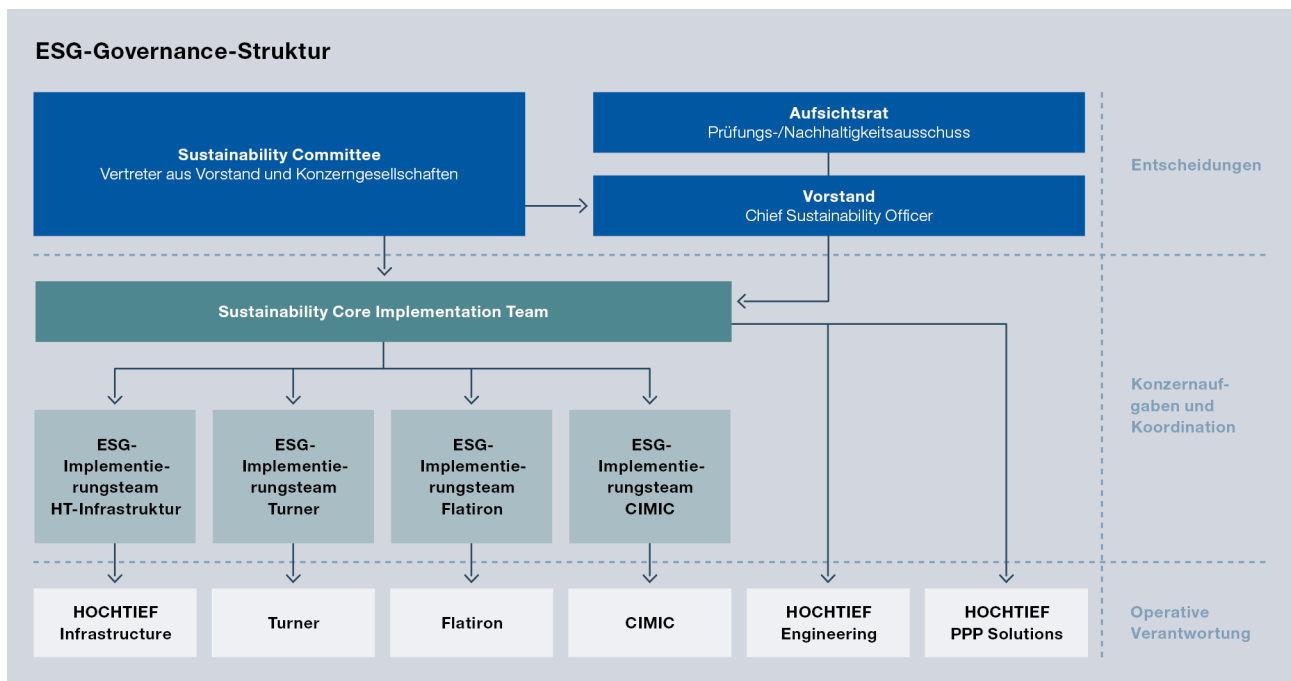 ESG-Governance-Struktur
Sustainability Committee
Vertreter aus Vorstand und Konzerngesellschaften
Aufsichtsrat
Prüfungs-/Nachhaltigkeitsausschuss
Vorstand
Chief Sustainability Officer
Entscheidungen
Sustainability Core Implementation Team
ESG-
Implementie-
rungsteam
HT-Infrastruktur
ESG-
Implementie-
rungsteam
Turner
ESG-
Implementie-
rungsteam
Flatiron
ESG-
Implementie-
rungsteam
CIMIC
Konzernauf-
gaben und
Koordination
HOCHTIEF
Infrastructure
Turner
Flatiron
CIMIC
HOCHTIEF
Engineering
HOCHTIEF
PPP Solutions
Operative
Verantwortung